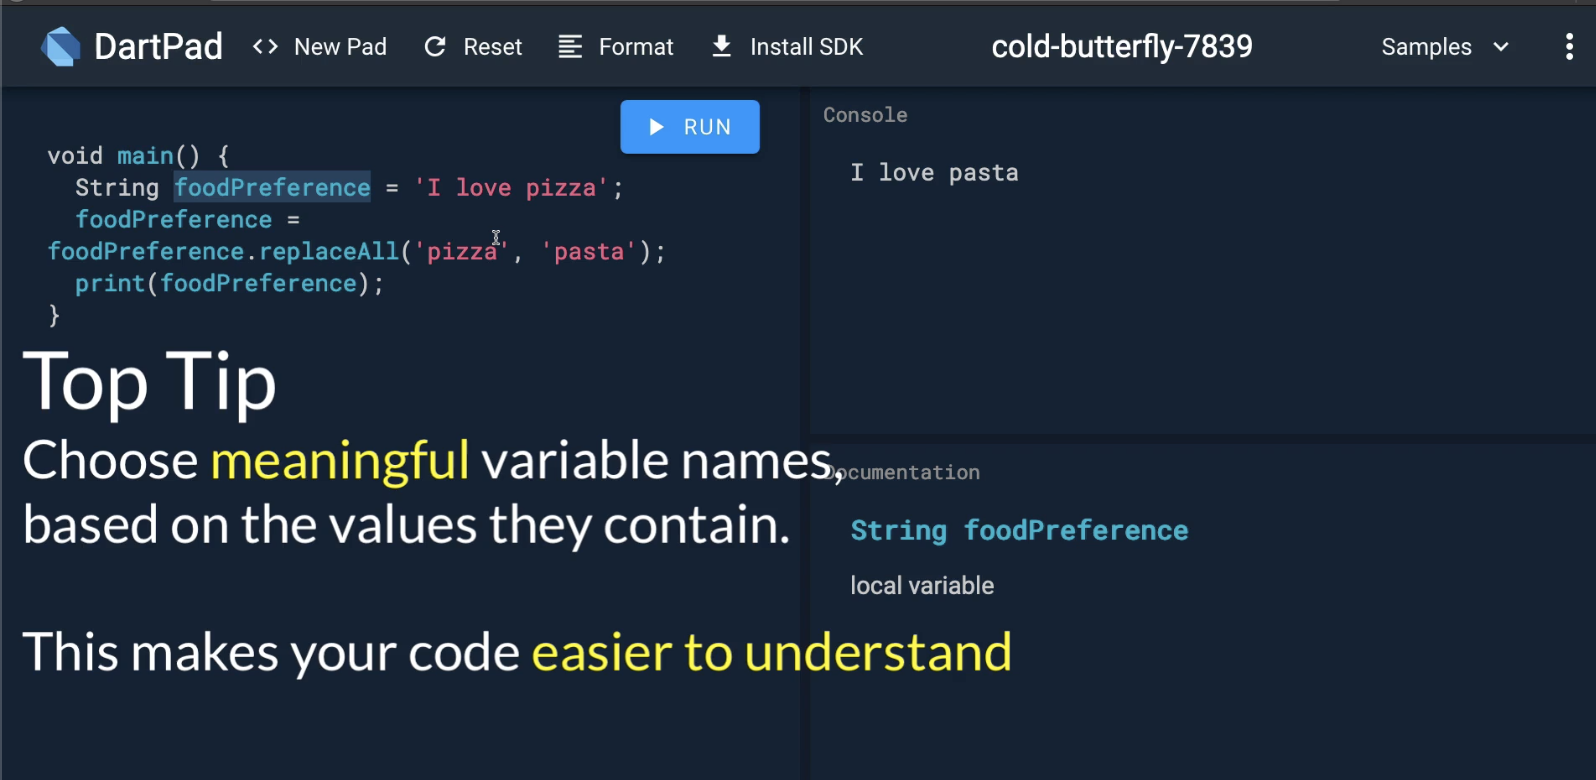 DartPad <> New Pad Reset Format Install SDK cold-butterfly-7839 Samples
RUN
void main() {
  String foodPreference = 'I love pizza';
  foodPreference =
foodPreference.replaceAll('pizza', 'pasta');
  print(foodPreference);
}
Top Tip
Choose meaningful variable names,
based on the values they contain.
This makes your code easier to understand
Console
I love pasta
Documentation
String foodPreference
local variable